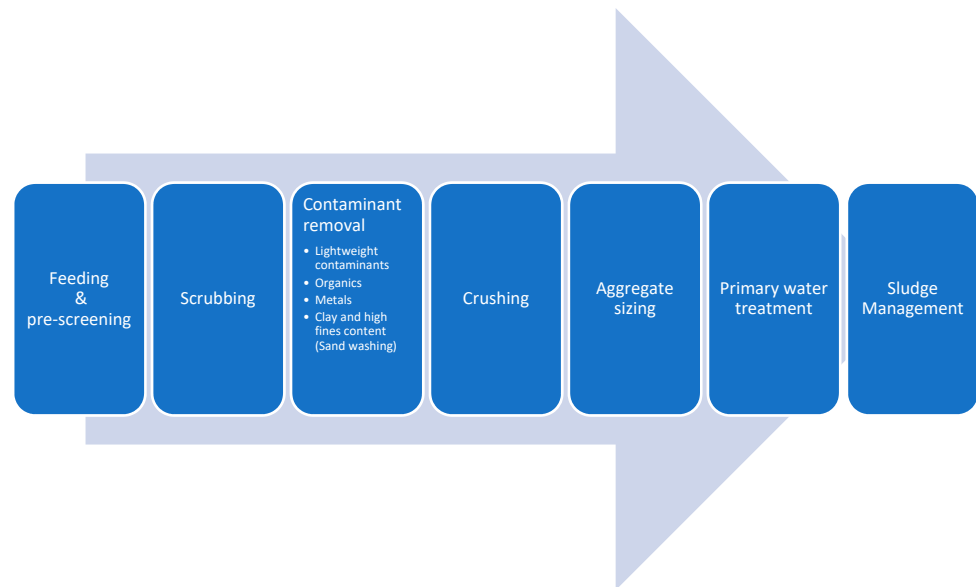 Feeding
&
pre-screening
Scrubbing
Contaminant
removal
• Lightweight
contaminants
• Organics
• Metals
• Clay and high
fines content
(Sand washing)
Crushing
Aggregate
sizing
Primary water
treatment
Sludge
Management